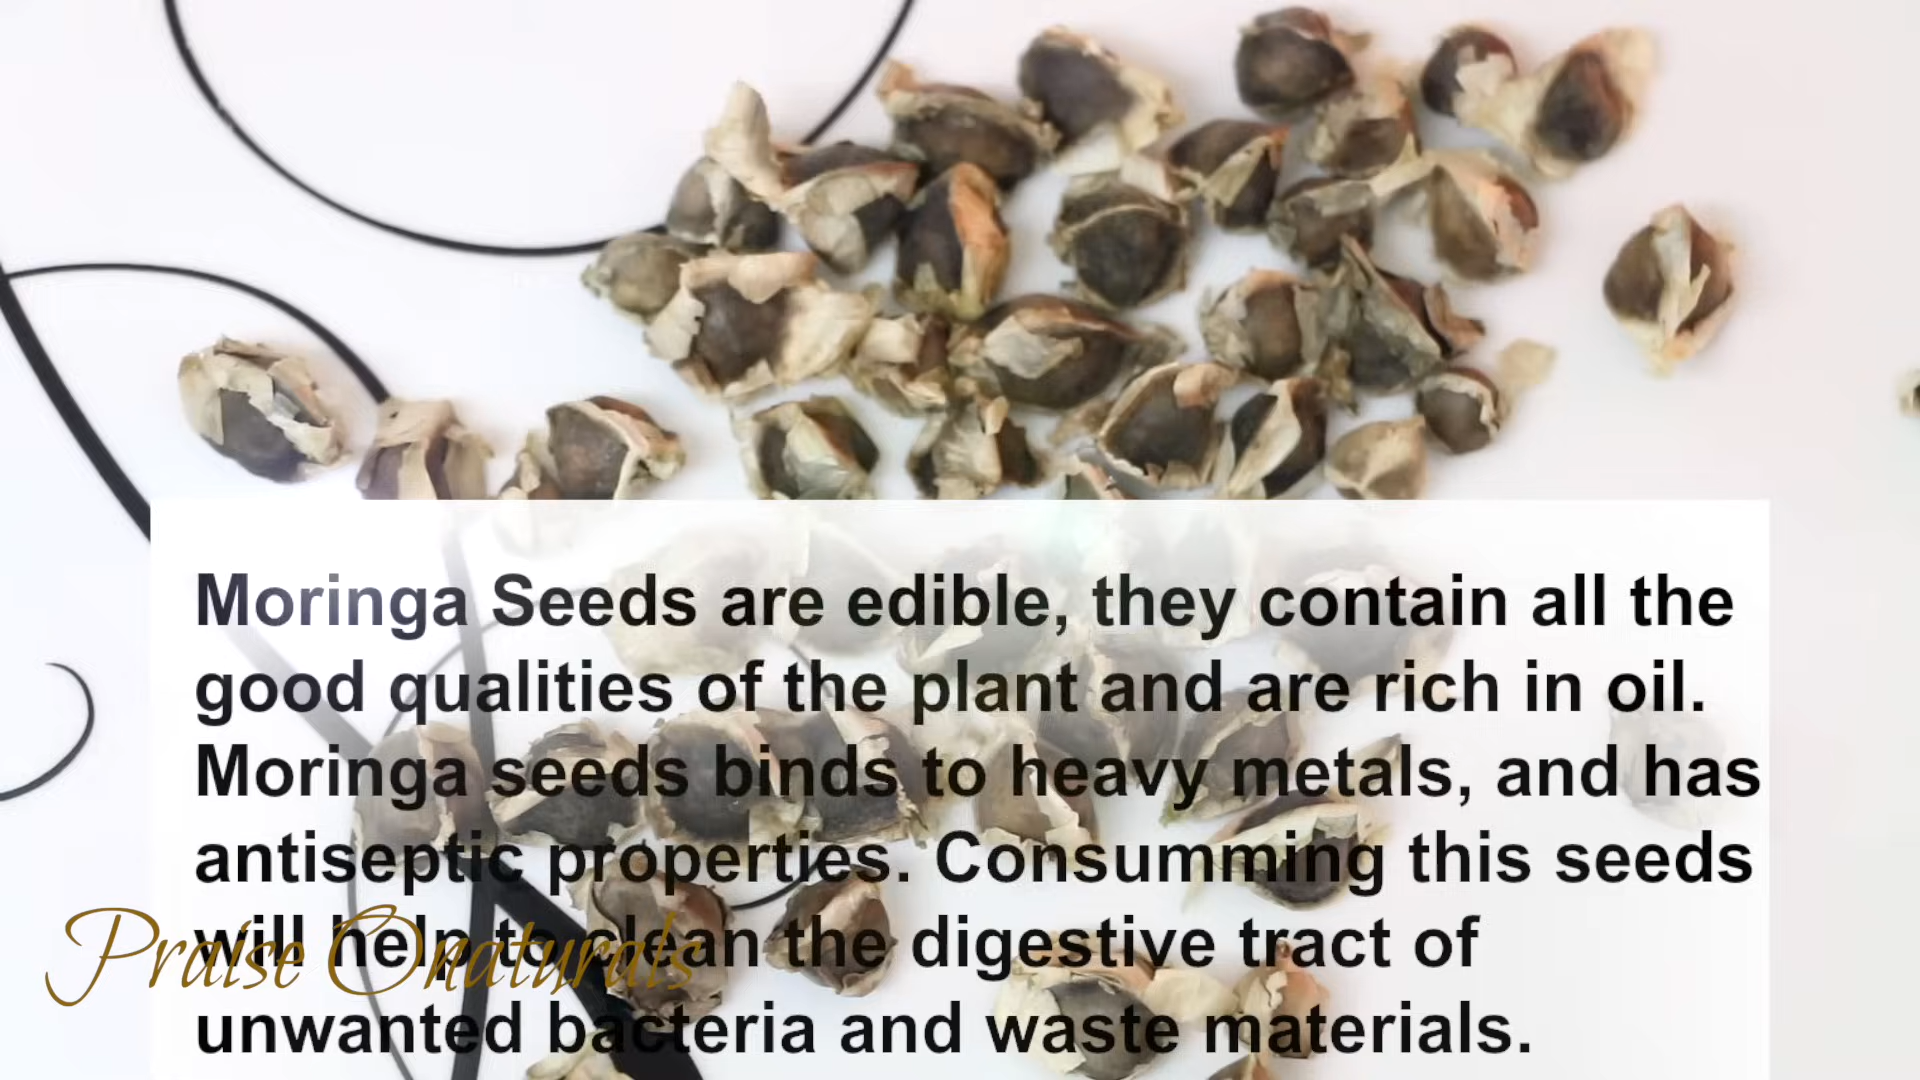 Moringa Seeds are edible, they contain all the
good qualities of the plant and are rich in oil.
Moringa seeds binds to heavy metals, and has
antiseptic properties. Consumming this seeds
will help to clean the digestive tract of
unwanted bacteria and waste materials.
Praise Onaturals